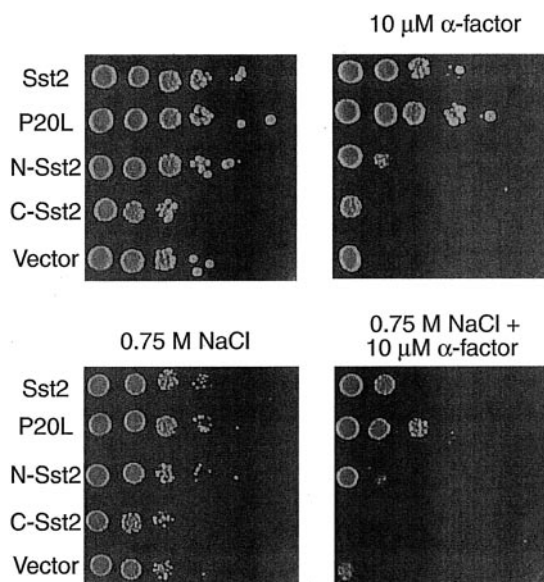 10 μM α-factor
Sst2
P20L
N-Sst2
C-Sst2
Vector
0.75 M NaCl
0.75 M NaCl +
10 μM α-factor
Sst2
P20L
N-Sst2
C-Sst2
Vector